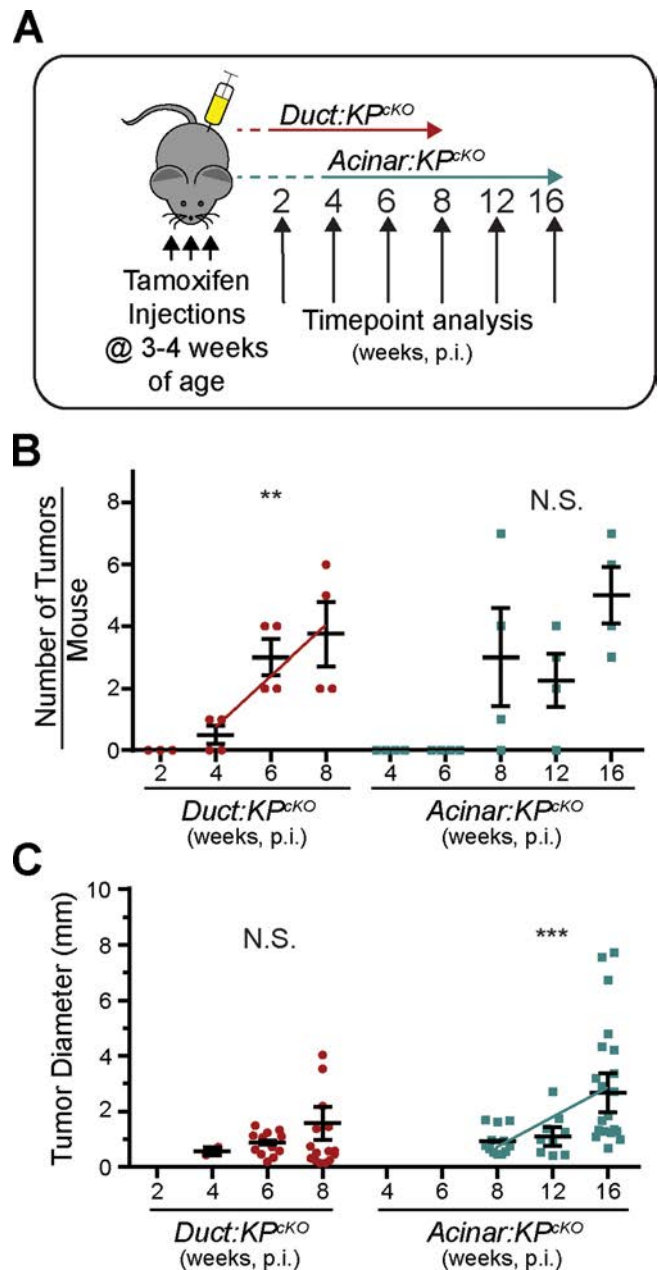 A
Duct:KPcKO
Acinar:KPcKO
2 4 6 8 12 16
Tamoxifen
Injections
@ 3-4 weeks
of age
Timepoint analysis
(weeks, p.i.)
B
Number of Tumors
Mouse
8
6
4
2
0
**
N.S.
2 4 6 8 4 6 8 12 16
Duct:KPcKO Acinar:KPcKO
(weeks, p.i.) (weeks, p.i.)
C
Tumor Diameter (mm)
10
8
6
4
2
0
N.S.
***
2 4 6 8 4 6 8 12 16
Duct:KPcKO Acinar:KPcKO
(weeks, p.i.) (weeks, p.i.)